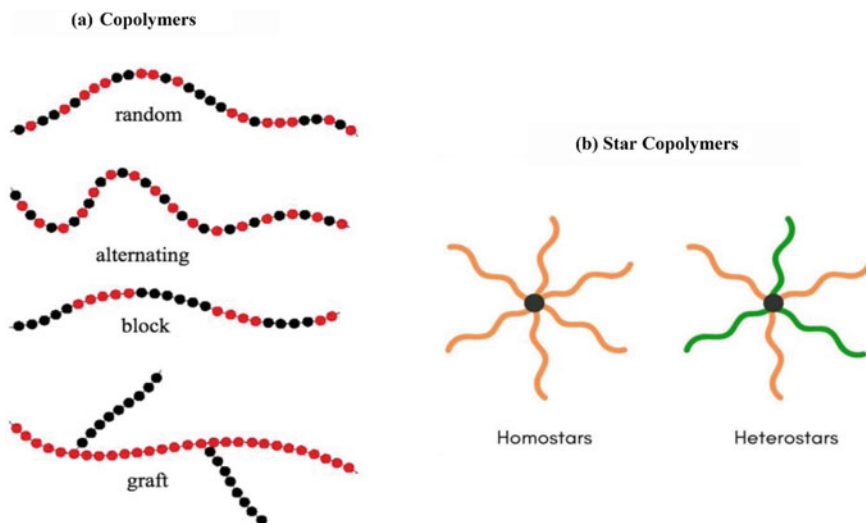 (a) Copolymers
random
alternating
block
graft
(b) Star Copolymers
Homostars
Heterostars